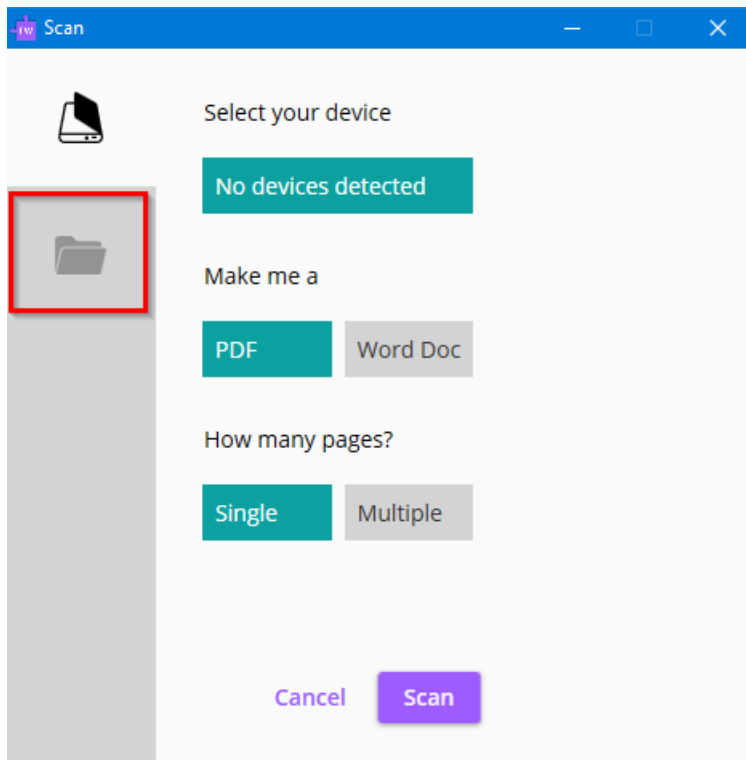 rw Scan
Select your device
No devices detected
Make me a
PDF Word Doc
How many pages?
Single Multiple
Cancel Scan